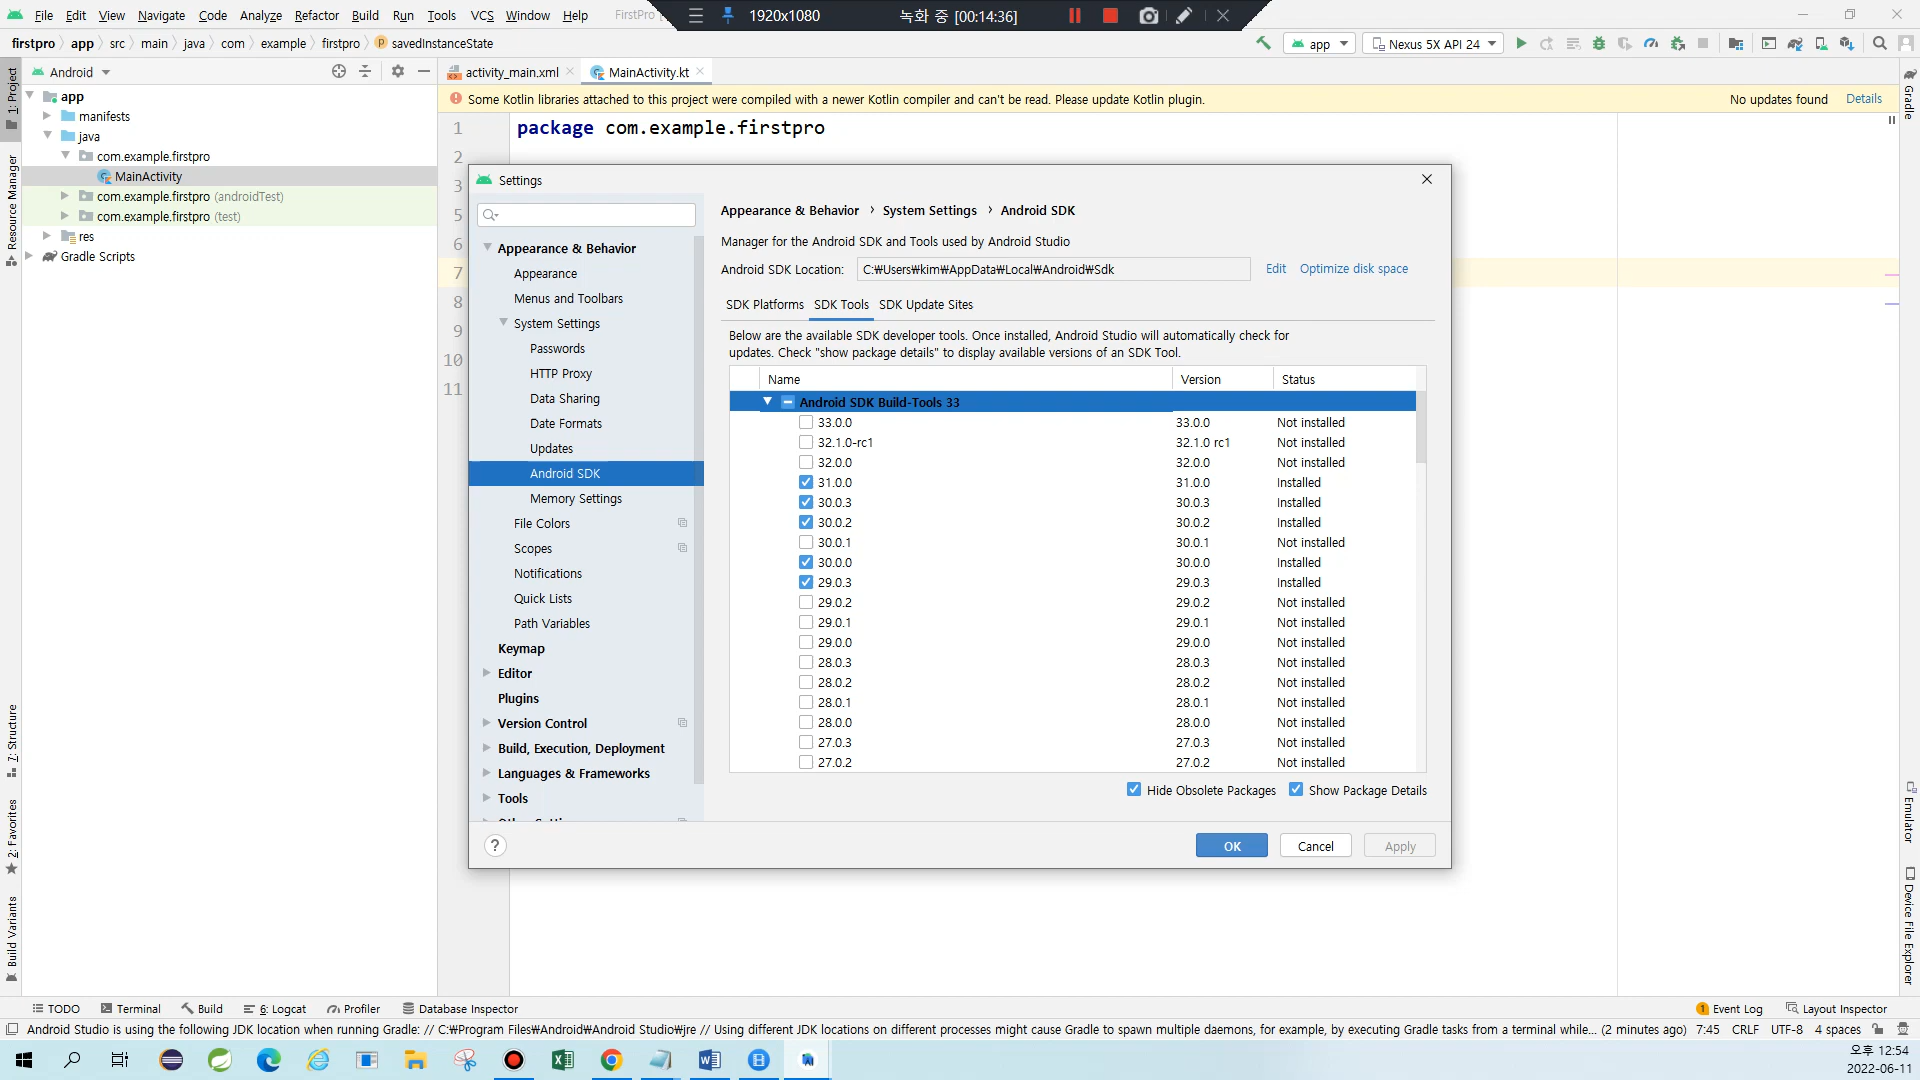 File Edit View Navigate Code Analyze Refactor Build Run Tools VCS Window Help FirstPro
1920x1080 녹화 중 [00:14:36]
firstpro app src main java com example firstpro savedInstanceState
app Nexus 5X API 24
Android
activity_main.xml MainActivity.kt
Some Kotlin libraries attached to this project were compiled with a newer Kotlin compiler and can't be read. Please update Kotlin plugin. No updates found Details
1: Project
Resource Manager
7: Structure
2: Favorites
Build Variants
app
manifests
java
com.example.firstpro
MainActivity
com.example.firstpro (androidTest)
com.example.firstpro (test)
res
Gradle Scripts
1 package com.example.firstpro
2
3
5
6
7
8
9
10
11
Settings
Appearance & Behavior
Appearance
Menus and Toolbars
System Settings
Passwords
HTTP Proxy
Data Sharing
Date Formats
Updates
Android SDK
Memory Settings
File Colors
Scopes
Notifications
Quick Lists
Path Variables
Keymap
Editor
Plugins
Version Control
Build, Execution, Deployment
Languages & Frameworks
Tools
Appearance & Behavior › System Settings › Android SDK
Manager for the Android SDK and Tools used by Android Studio
Android SDK Location: C:₩Users₩kim₩AppData₩Local₩Android₩Sdk Edit Optimize disk space
SDK Platforms SDK Tools SDK Update Sites
Below are the available SDK developer tools. Once installed, Android Studio will automatically check for
updates. Check "show package details" to display available versions of an SDK Tool.
Name Version Status
Android SDK Build-Tools 33
33.0.0 33.0.0 Not installed
32.1.0-rc1 32.1.0 rc1 Not installed
32.0.0 32.0.0 Not installed
31.0.0 31.0.0 Installed
30.0.3 30.0.3 Installed
30.0.2 30.0.2 Installed
30.0.1 30.0.1 Not installed
30.0.0 30.0.0 Installed
29.0.3 29.0.3 Installed
29.0.2 29.0.2 Not installed
29.0.1 29.0.1 Not installed
29.0.0 29.0.0 Not installed
28.0.3 28.0.3 Not installed
28.0.2 28.0.2 Not installed
28.0.1 28.0.1 Not installed
28.0.0 28.0.0 Not installed
27.0.3 27.0.3 Not installed
27.0.2 27.0.2 Not installed
Hide Obsolete Packages Show Package Details
? OK Cancel Apply
Gradle
Emulator
Device File Explorer
TODO Terminal Build 6: Logcat Profiler Database Inspector 1 Event Log Layout Inspector
Android Studio is using the following JDK location when running Gradle: // C:₩Program Files₩Android₩Android Studio₩jre // Using different JDK locations on different processes might cause Gradle to spawn multiple daemons, for example, by executing Gradle tasks from a terminal while... (2 minutes ago) 7:45 CRLF UTF-8 4 spaces
오후 12:54
2022-06-11